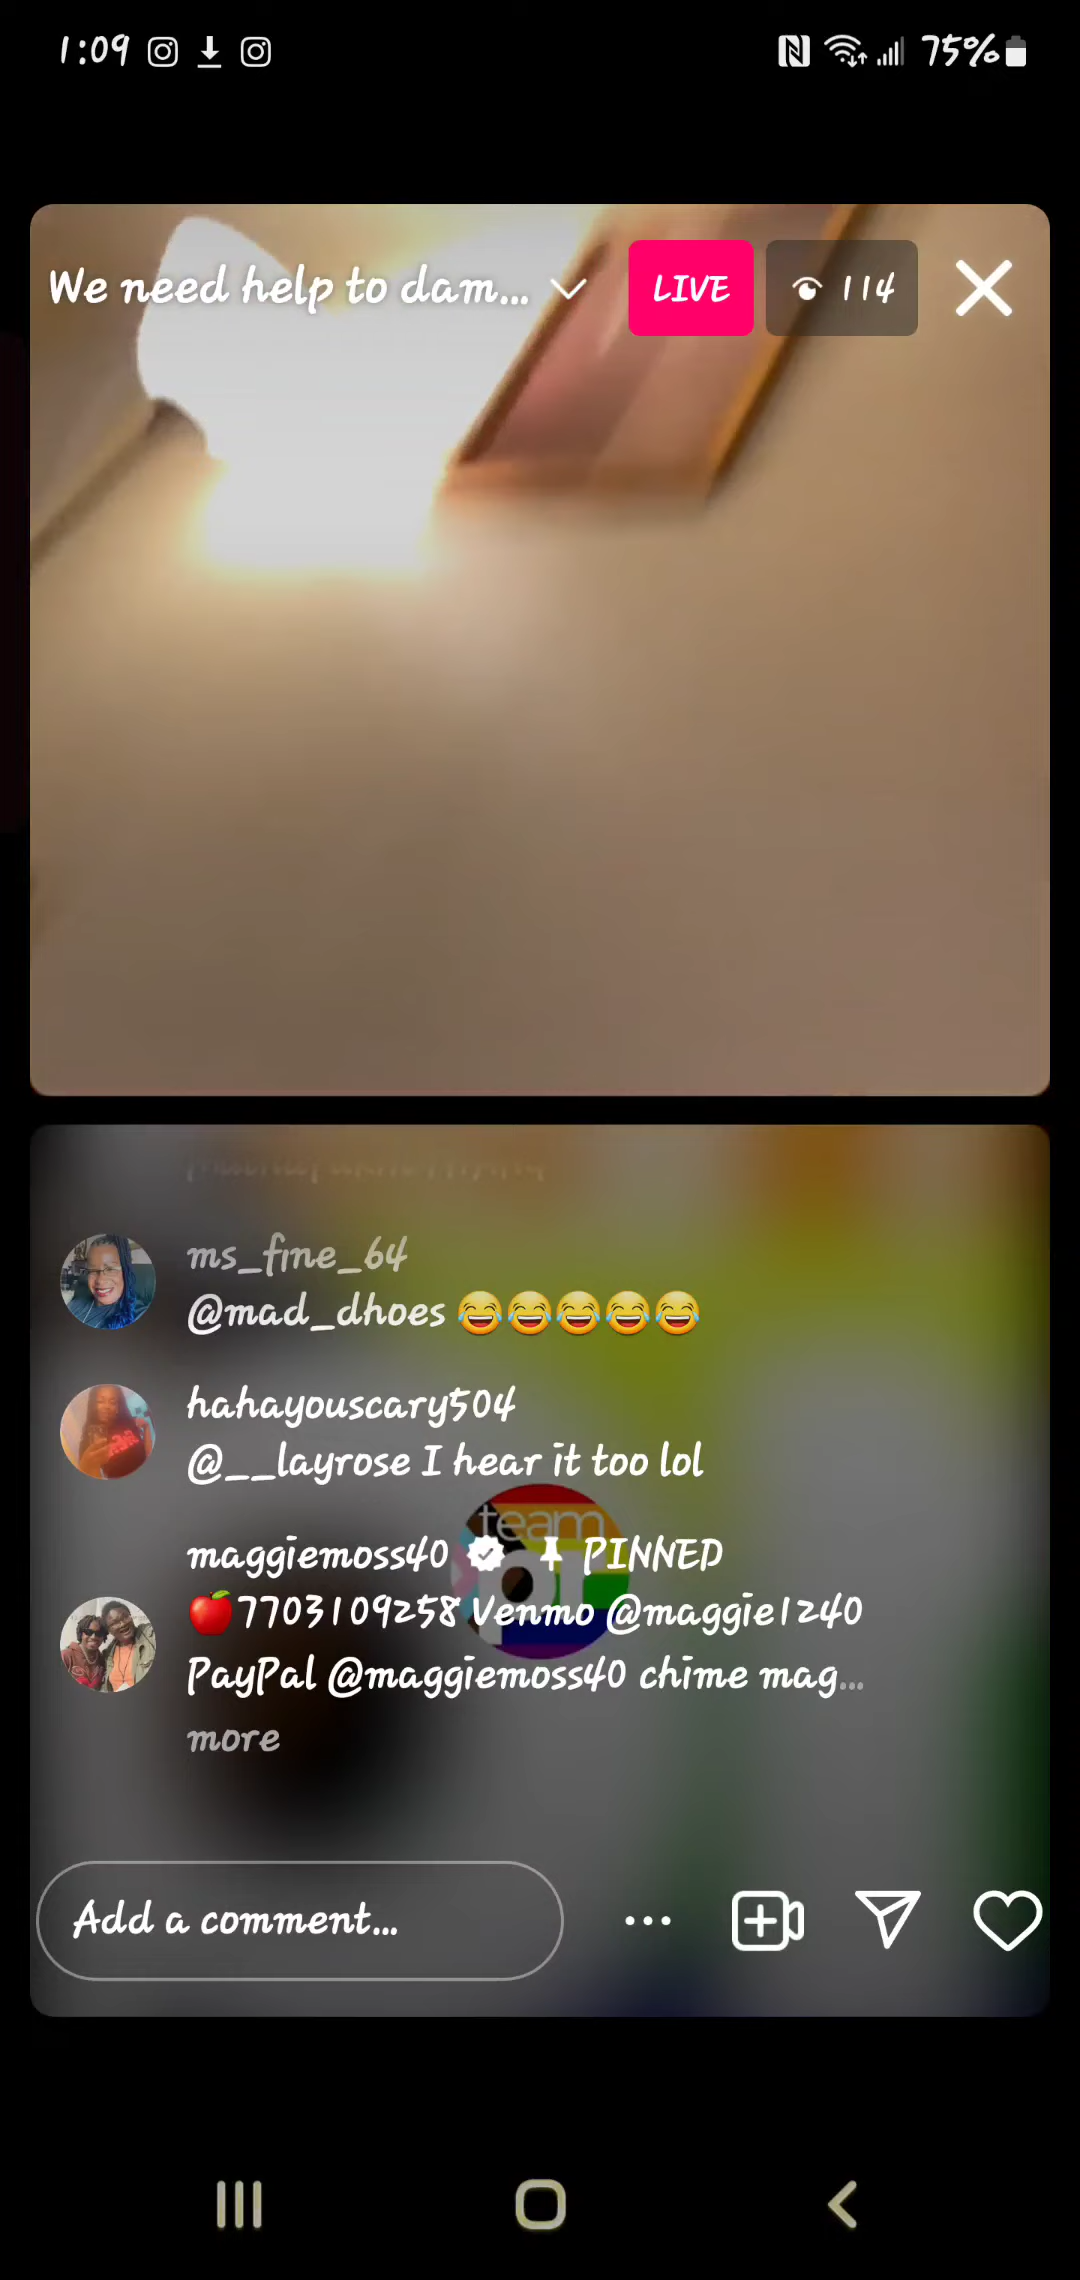 1:09 75%
We need help to dam... LIVE 114
ms_fine_64
@mad_dhoes 😂😂😂😂😂
hahayouscary504
@__layrose I hear it too lol
team
maggiemoss40 PINNED
🍎7703109258 Venmo @maggie1240
PayPal @maggiemoss40 chime mag...
more
Add a comment...